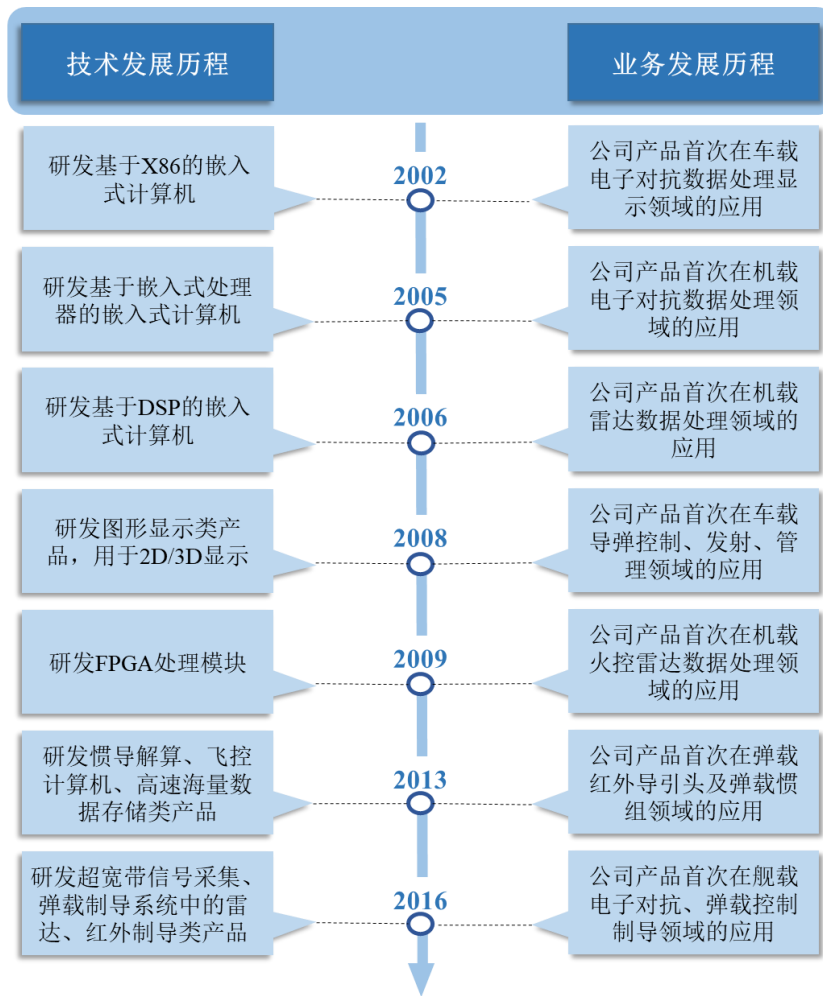 技术发展历程
业务发展历程
研发基于X86的嵌入
式计算机
2002
公司产品首次在车载
电子对抗数据处理显
示领域的应用
研发基于嵌入式处理
器的嵌入式计算机
2005
公司产品首次在机载
电子对抗数据处理领
域的应用
研发基于DSP的嵌入
式计算机
2006
公司产品首次在机载
雷达数据处理领域的
应用
研发图形显示类产
品，用于2D/3D显示
2008
公司产品首次在车载
导弹控制、发射、管
理领域的应用
研发FPGA处理模块
2009
公司产品首次在机载
火控雷达数据处理领
域的应用
研发惯导解算、飞控
计算机、高速海量数
据存储类产品
2013
公司产品首次在弹载
红外导引头及弹载惯
组领域的应用
研发超宽带信号采集、
弹载制导系统中的雷
达、红外制导类产品
2016
公司产品首次在舰载
电子对抗、弹载控制
制导领域的应用